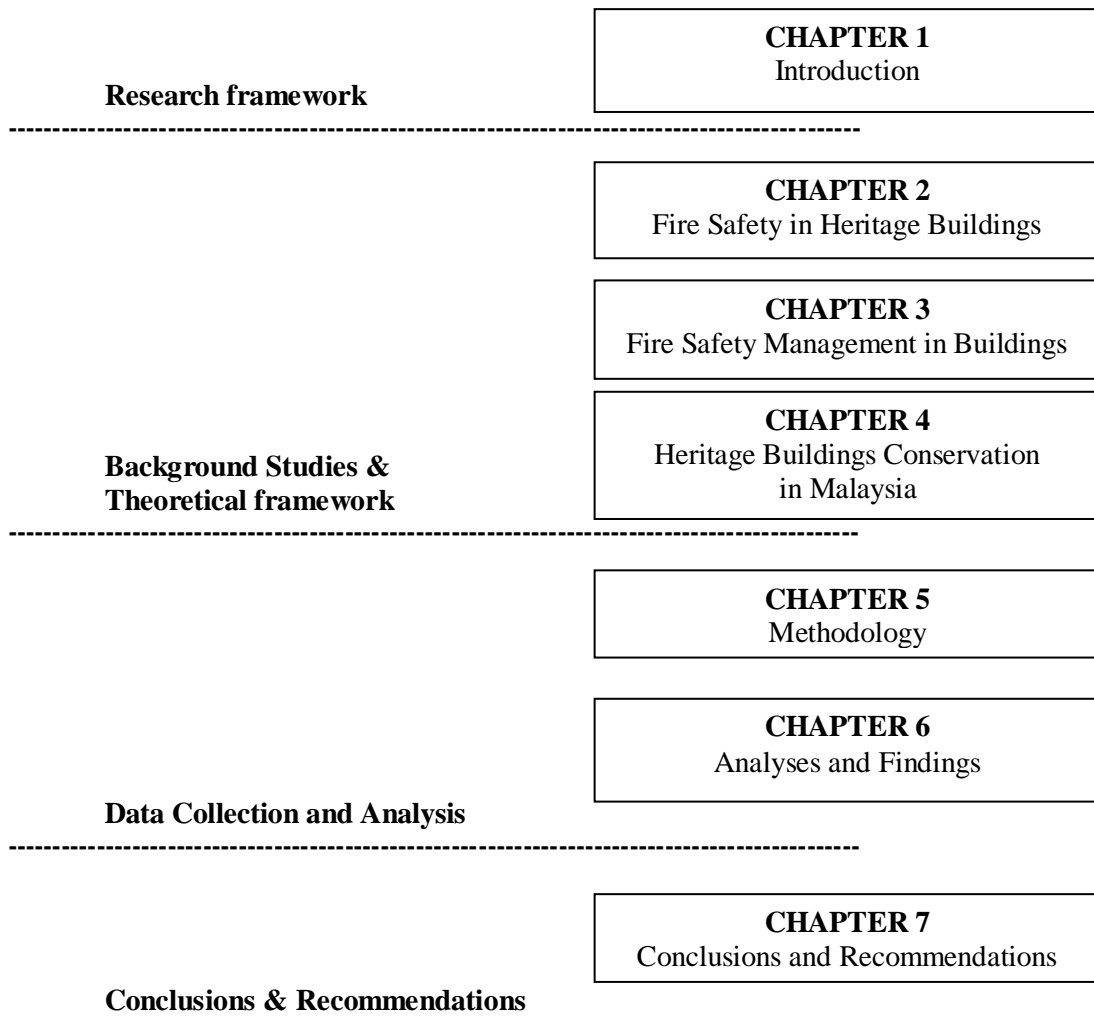 CHAPTER 1
Introduction
Research framework
CHAPTER 2
Fire Safety in Heritage Buildings
CHAPTER 3
Fire Safety Management in Buildings
CHAPTER 4
Heritage Buildings Conservation
in Malaysia
Background Studies &
Theoretical framework
CHAPTER 5
Methodology
CHAPTER 6
Analyses and Findings
Data Collection and Analysis
CHAPTER 7
Conclusions and Recommendations
Conclusions & Recommendations